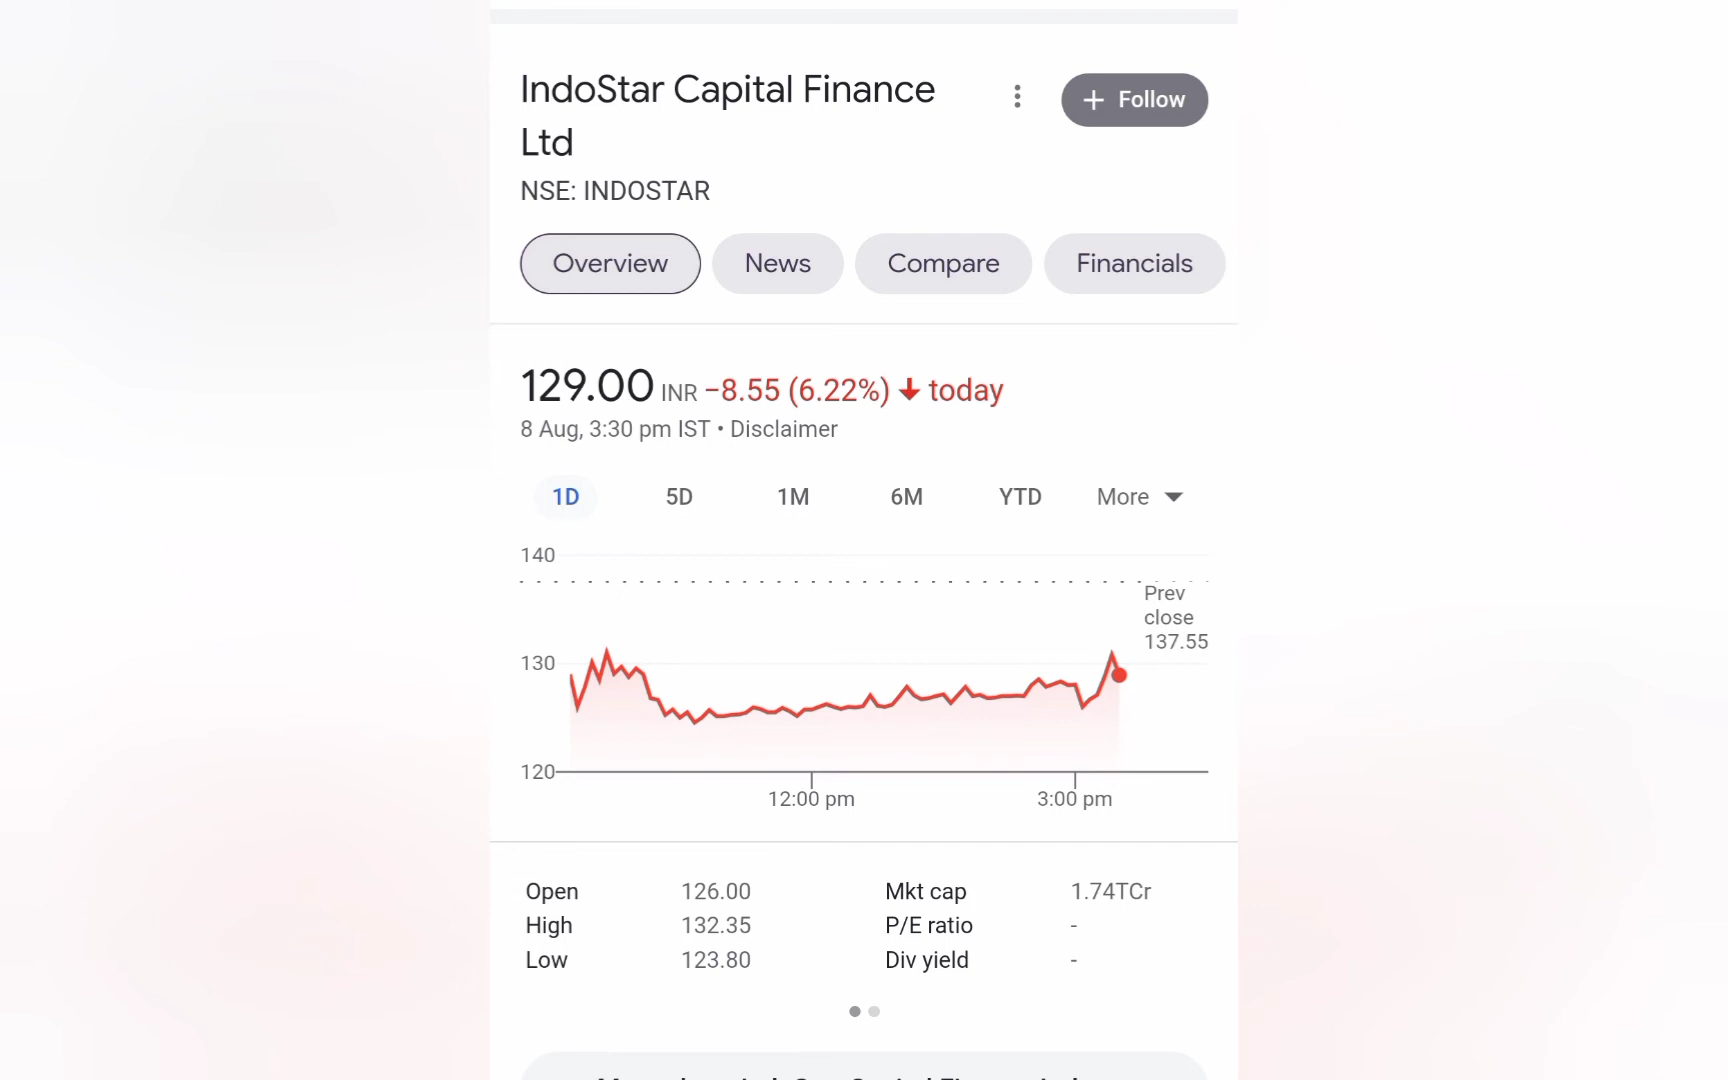 IndoStar Capital Finance
Ltd
+ Follow
NSE: INDOSTAR
Overview News Compare Financials
129.00 INR −8.55 (6.22%) ↓ today
8 Aug, 3:30 pm IST • Disclaimer
1D 5D 1M 6M YTD More
140
Prev
close
137.55
130
120
12:00 pm 3:00 pm
Open 126.00 Mkt cap 1.74TCr
High 132.35 P/E ratio -
Low 123.80 Div yield -